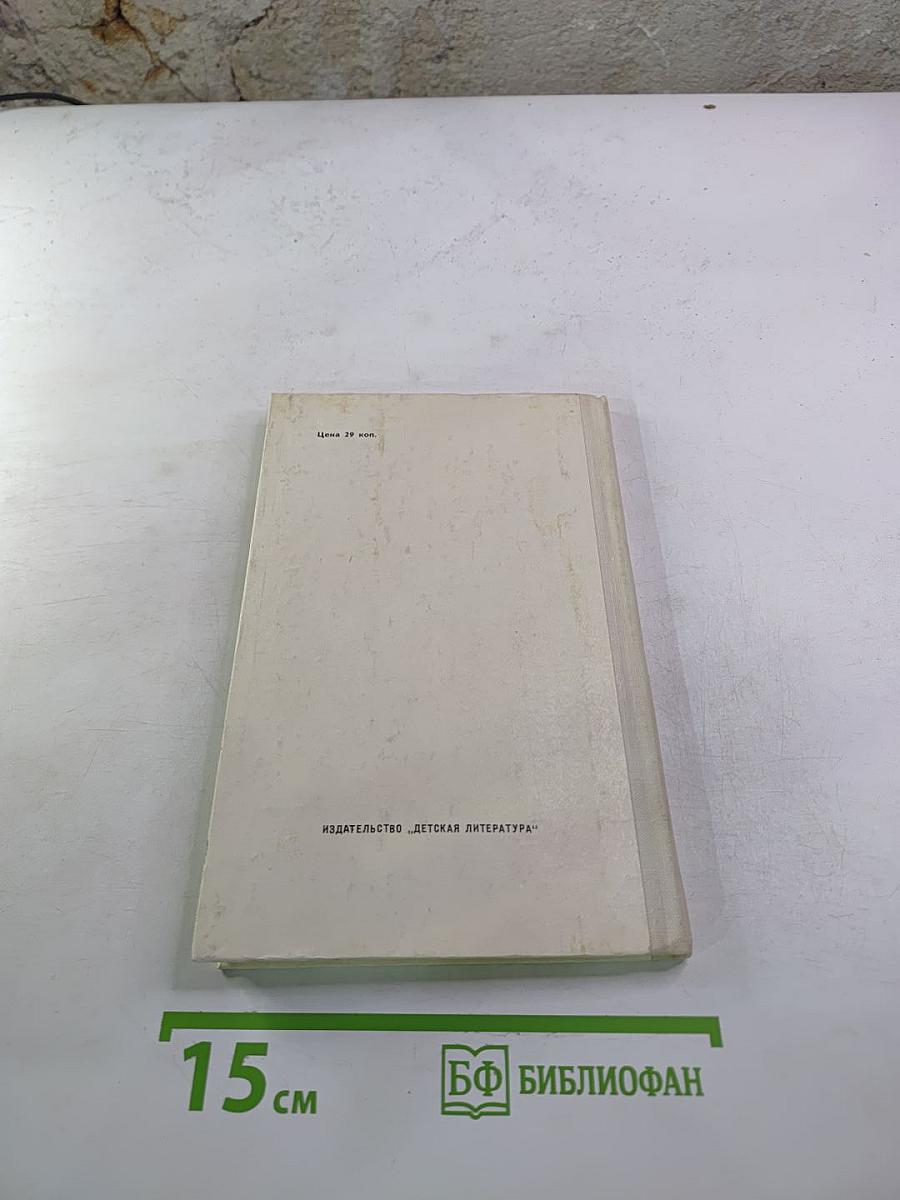 Цена 29 коп.
ИЗДАТЕЛЬСТВО „ДЕТСКАЯ ЛИТЕРАТУРА“
15 см
БФ БИБЛИОФАН